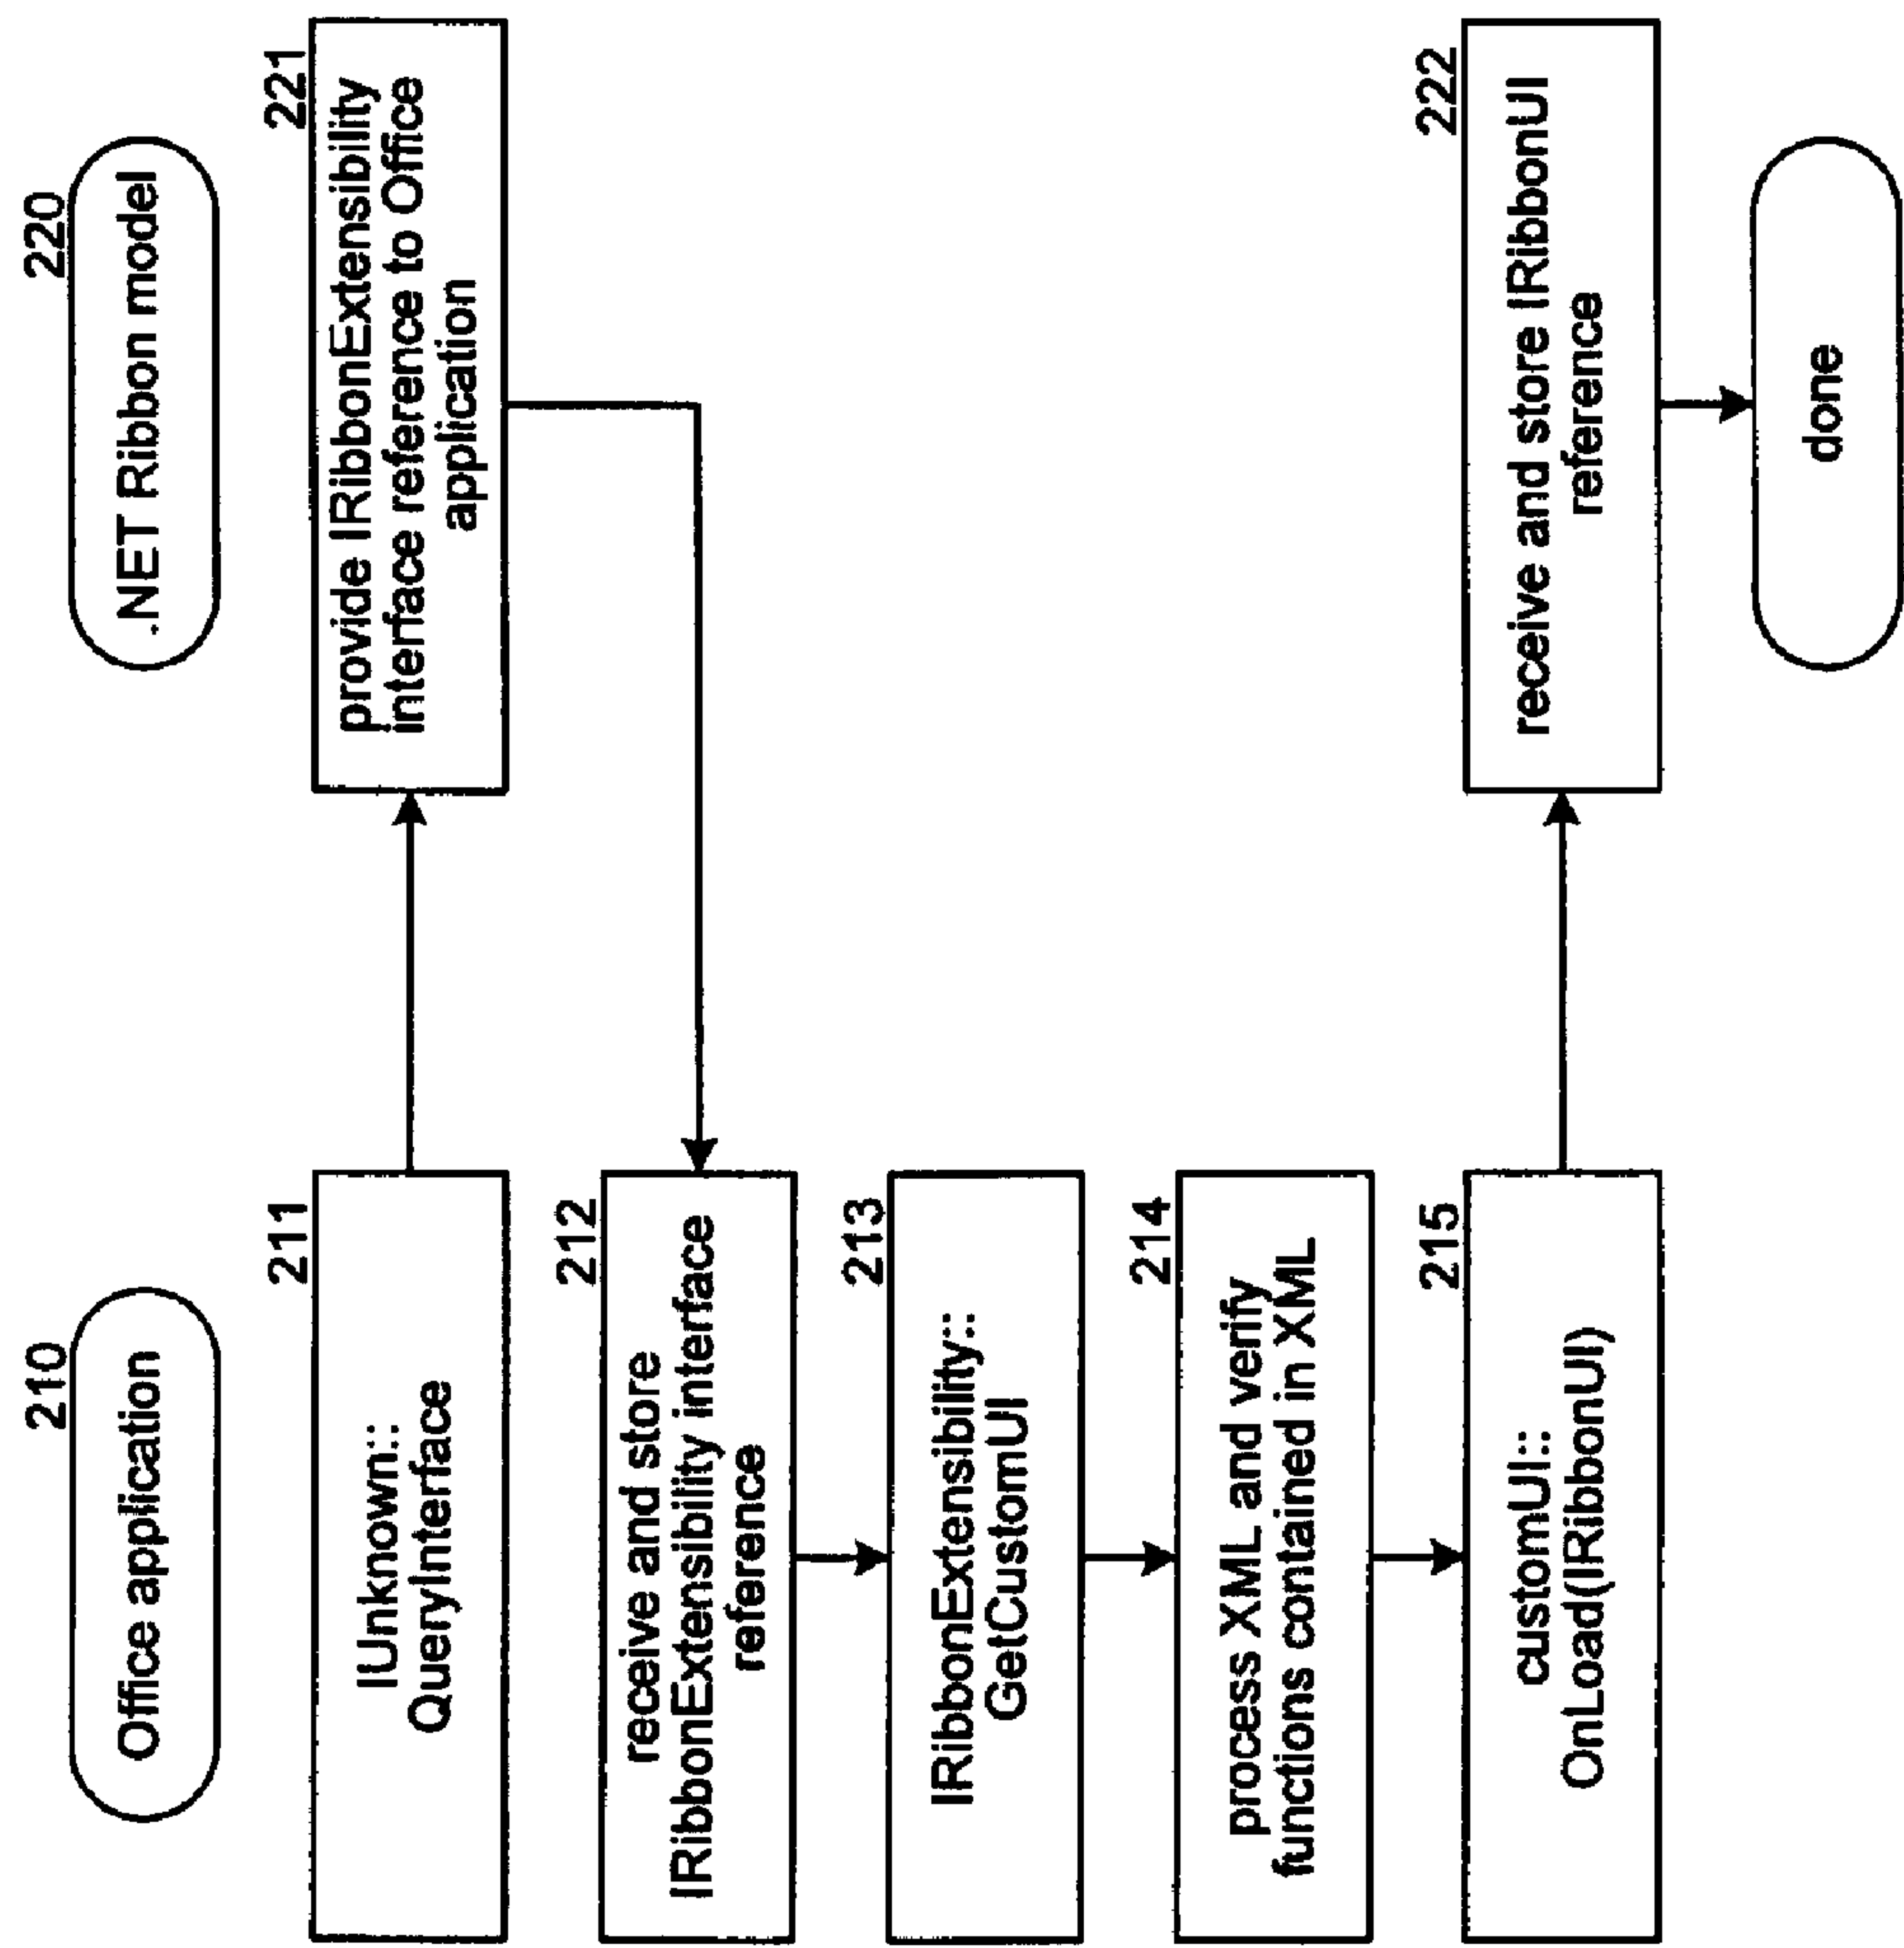 210
Office application
220
.NET Ribbon model
211
IUnknown::
QueryInterface
221
provide IRibbonExtensibility
interface reference to Office
application
212
receive and store
IRibbonExtensibility interface
reference
213
IRibbonExtensibility::
GetCustomUI
214
process XML and verify
functions contained in XML
215
customUI::
OnLoad(IRibbonUI)
222
receive and store IRibbonUI
reference
done